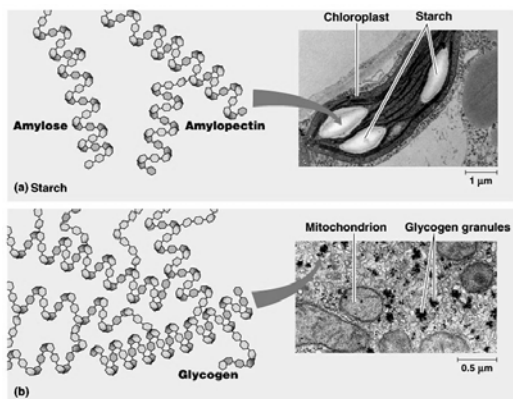 Chloroplast
Starch
Amylose
Amylopectin
(a) Starch
1 µm
Mitochondrion
Glycogen granules
Glycogen
(b)
0.5 µm